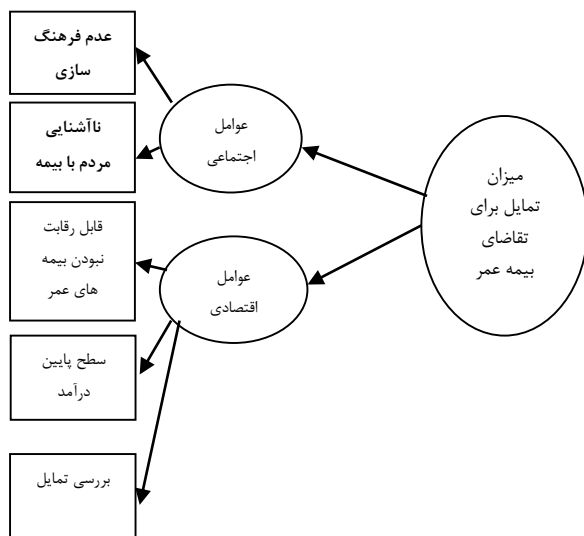 میزان
تمایل برای
تقاضای
بیمه عمر
عوامل
اجتماعی
عوامل
اقتصادی
عدم فرهنگ
سازی
ناآشنایی
مردم با بیمه
قابل رقابت
نبودن بیمه
های عمر
سطح پایین
درآمد
بررسی تمایل